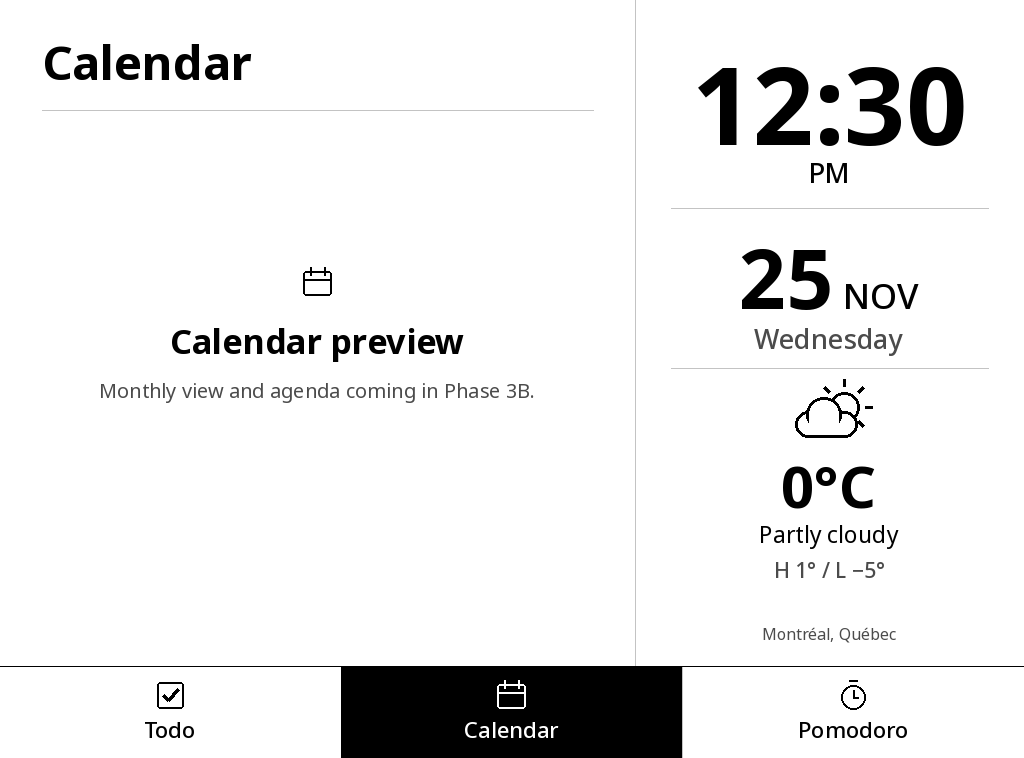 Calendar
Calendar preview
Monthly view and agenda coming in Phase 3B.
12:30
PM
25 NOV
Wednesday
0°C
Partly cloudy
H 1° / L −5°
Montréal, Québec
Todo
Calendar
Pomodoro